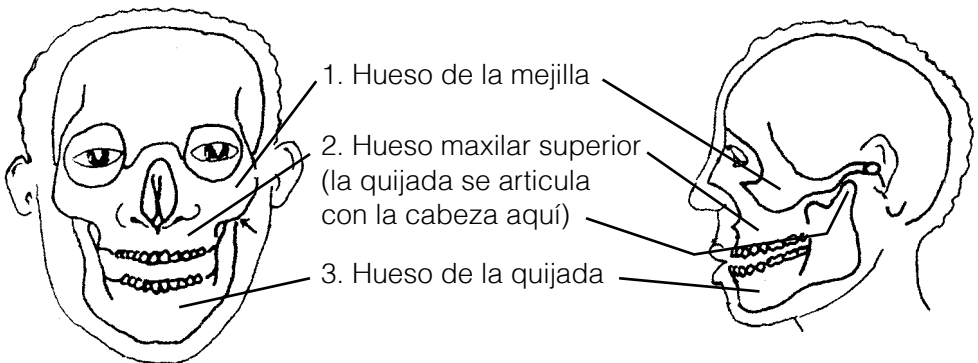 1. Hueso de la mejilla
2. Hueso maxilar superior
(la quijada se articula
con la cabeza aquí)
3. Hueso de la quijada